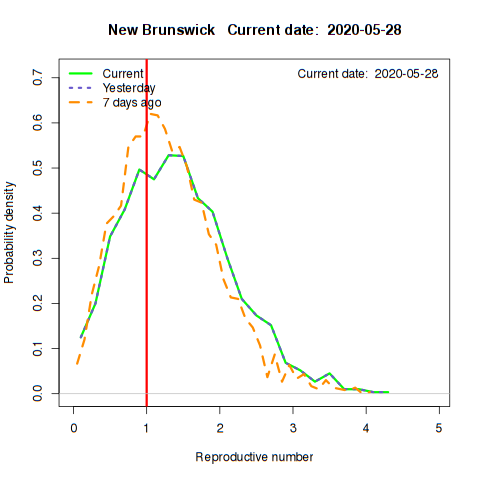 New Brunswick   Current date:  2020-05-28
Current
Yesterday
7 days ago
Current date:  2020-05-28
Probability density
0.7
0.6
0.5
0.4
0.3
0.2
0.1
0.0
0 1 2 3 4 5
Reproductive number